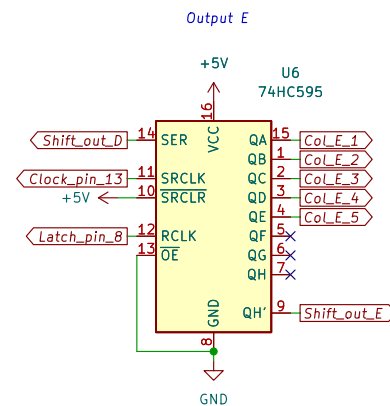 Output E
+5V
U6
74HC595
16
VCC
Shift_out_D 14 SER QA 15 Col_E_1
QB 1 Col_E_2
Clock_pin_13 11 SRCLK QC 2 Col_E_3
+5V 10 SRCLR QD 3 Col_E_4
QE 4 Col_E_5
Latch_pin_8 12 RCLK QF 5
13 OE QG 6
QH 7
GND QH' 9 Shift_out_E
8
GND